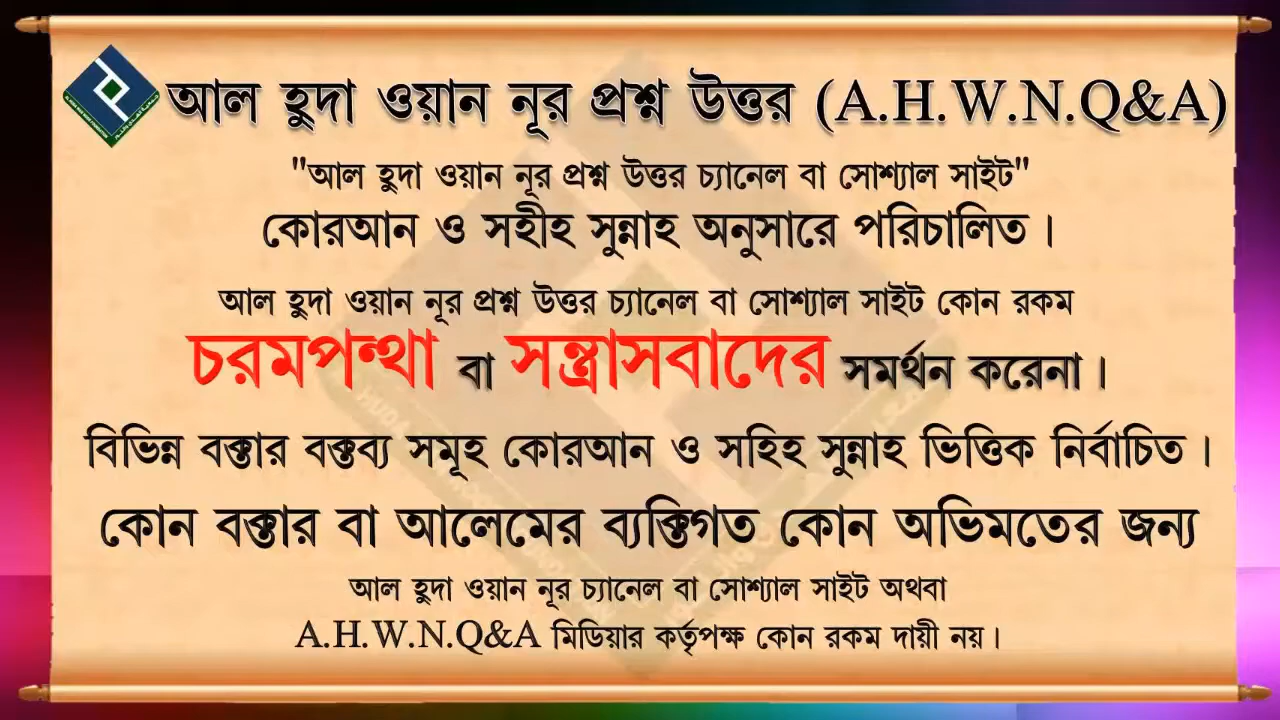 আল হুদা ওয়ান নূর প্রশ্ন উত্তর (A.H.W.N.Q&A)
"আল হুদা ওয়ান নূর প্রশ্ন উত্তর চ্যানেল বা সোশ্যাল সাইট"
কোরআন ও সহীহ সুন্নাহ অনুসারে পরিচালিত।
আল হুদা ওয়ান নূর প্রশ্ন উত্তর চ্যানেল বা সোশ্যাল সাইট কোন রকম
চরমপন্থা বা সন্ত্রাসবাদের সমর্থন করেনা।
বিভিন্ন বক্তার বক্তব্য সমূহ কোরআন ও সহিহ সুন্নাহ ভিত্তিক নির্বাচিত।
কোন বক্তার বা আলেমের ব্যক্তিগত কোন অভিমতের জন্য
আল হুদা ওয়ান নূর চ্যানেল বা সোশ্যাল সাইট অথবা
A.H.W.N.Q&A মিডিয়ার কর্তৃপক্ষ কোন রকম দায়ী নয়।